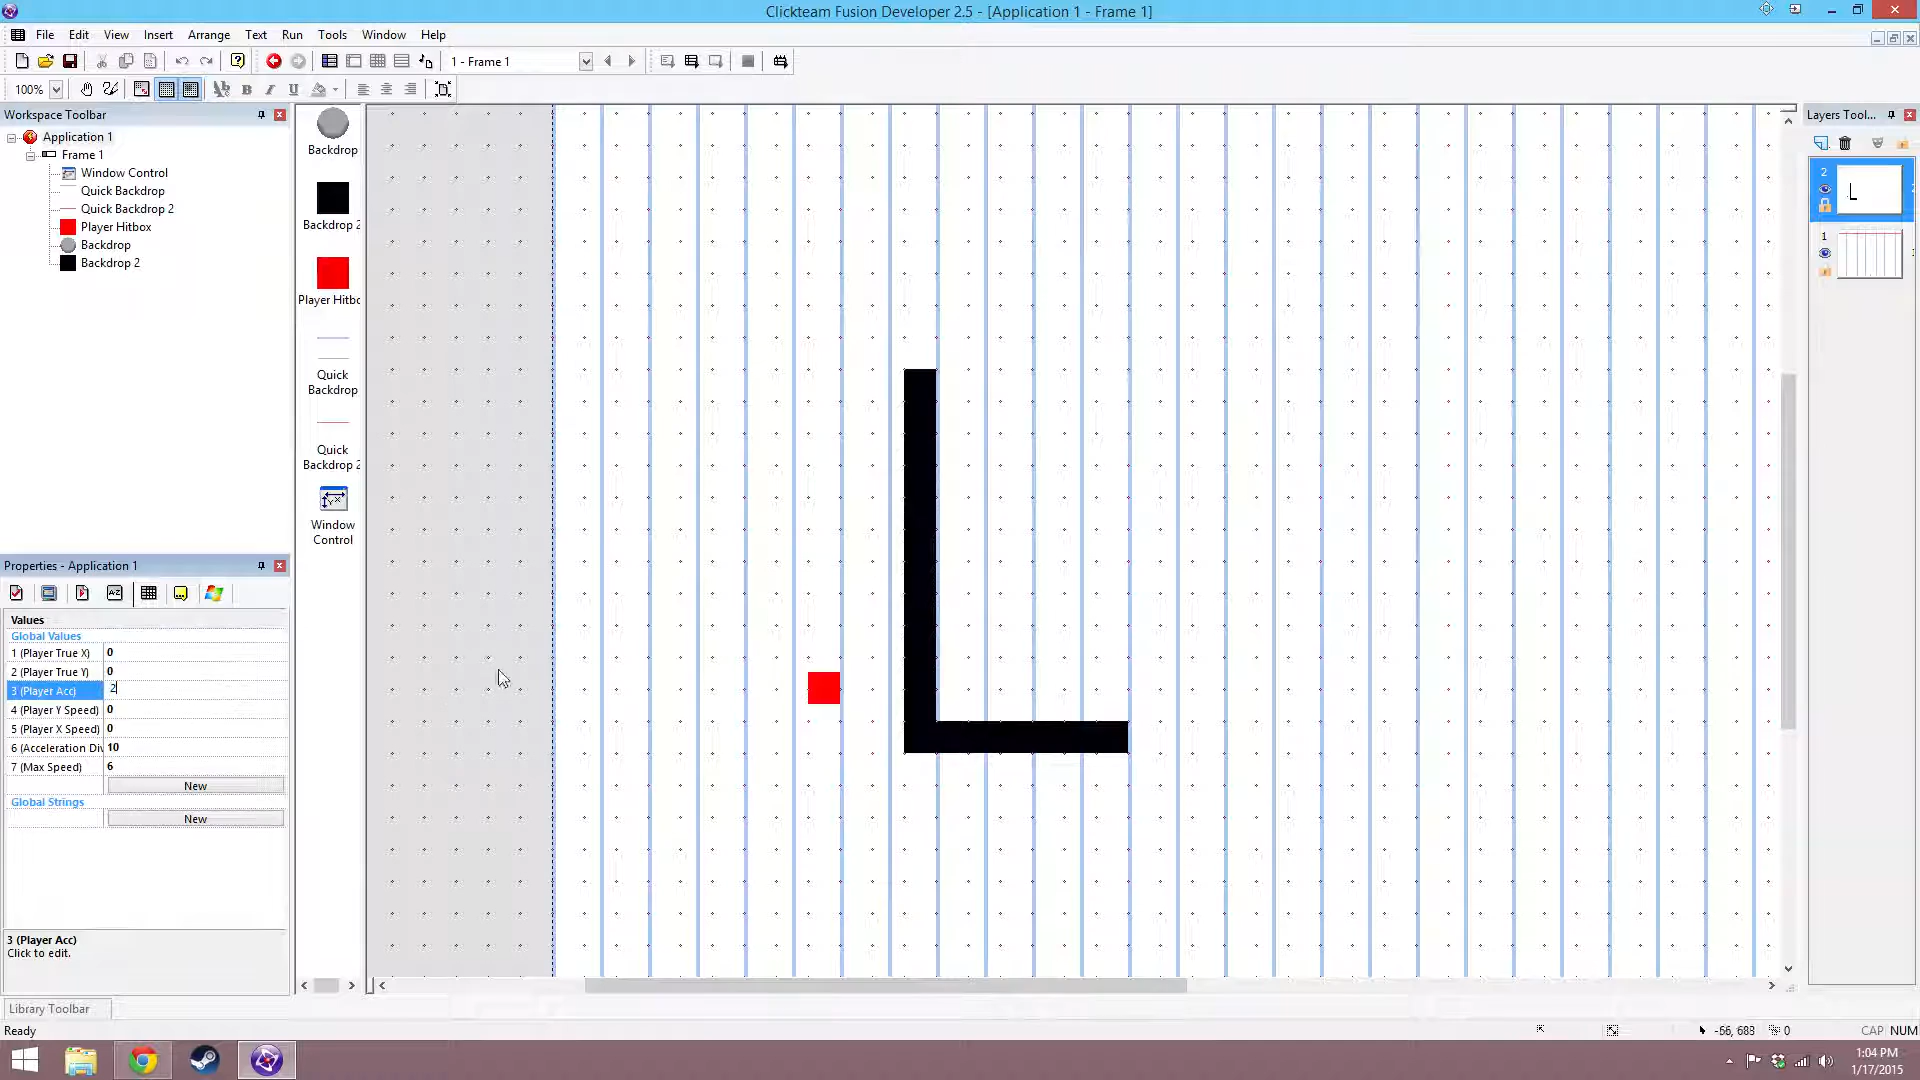 Clickteam Fusion Developer 2.5 - [Application 1 - Frame 1]
File Edit View Insert Arrange Text Run Tools Window Help
1 - Frame 1
100%
Workspace Toolbar
Application 1
Frame 1
Window Control
Quick Backdrop
Quick Backdrop 2
Player Hitbox
Backdrop
Backdrop 2
Backdrop
Backdrop 2
Player Hitbo
Quick
Backdrop
Quick
Backdrop 2
Window
Control
Layers Tool...
2
1
Properties - Application 1
Values
Global Values
1 (Player True X) 0
2 (Player True Y) 0
3 (Player Acc) 2
4 (Player Y Speed) 0
5 (Player X Speed) 0
6 (Acceleration Div 10
7 (Max Speed) 6
New
Global Strings
New
3 (Player Acc)
Click to edit.
Library Toolbar
Ready
-56, 688
0
CAP NUM
1:04 PM
1/17/2015